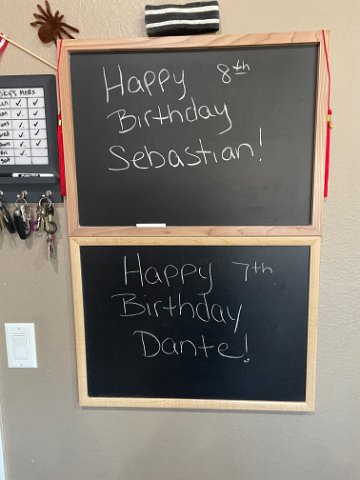 Happy 8th
Birthday
Sebastian!
Happy 7th
Birthday
Dante!